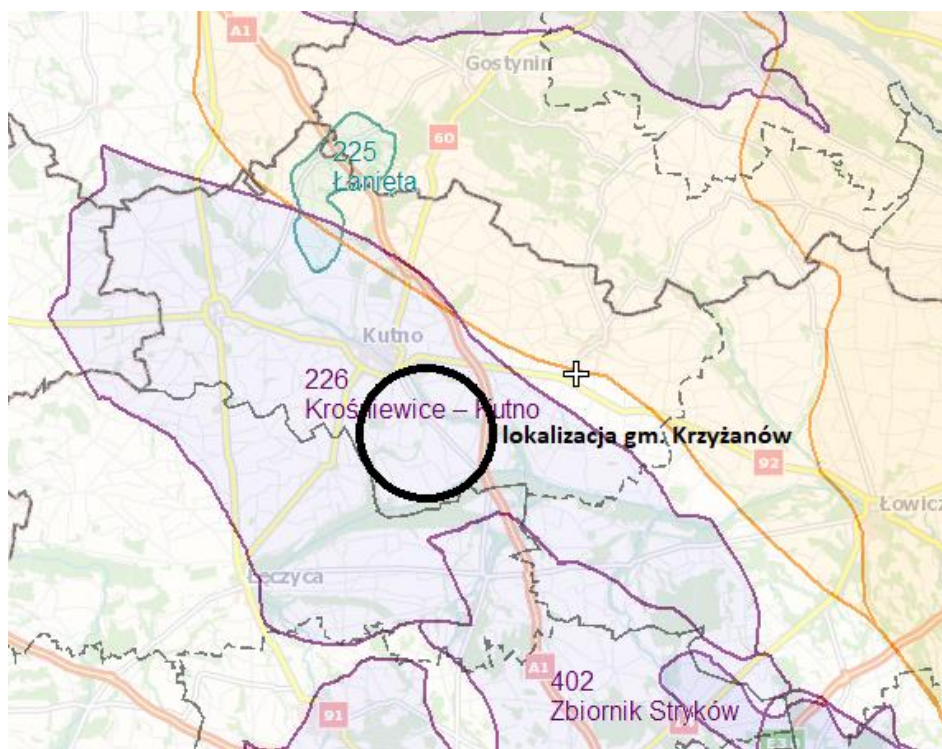 A1
Gostynin
60
225
Łanięta
Kutno
226
Krośniewice – Kutno
lokalizacja gm. Krzyżanów
92
Łowicz
Łęczyca
A1
402
Zbiornik Stryków
91